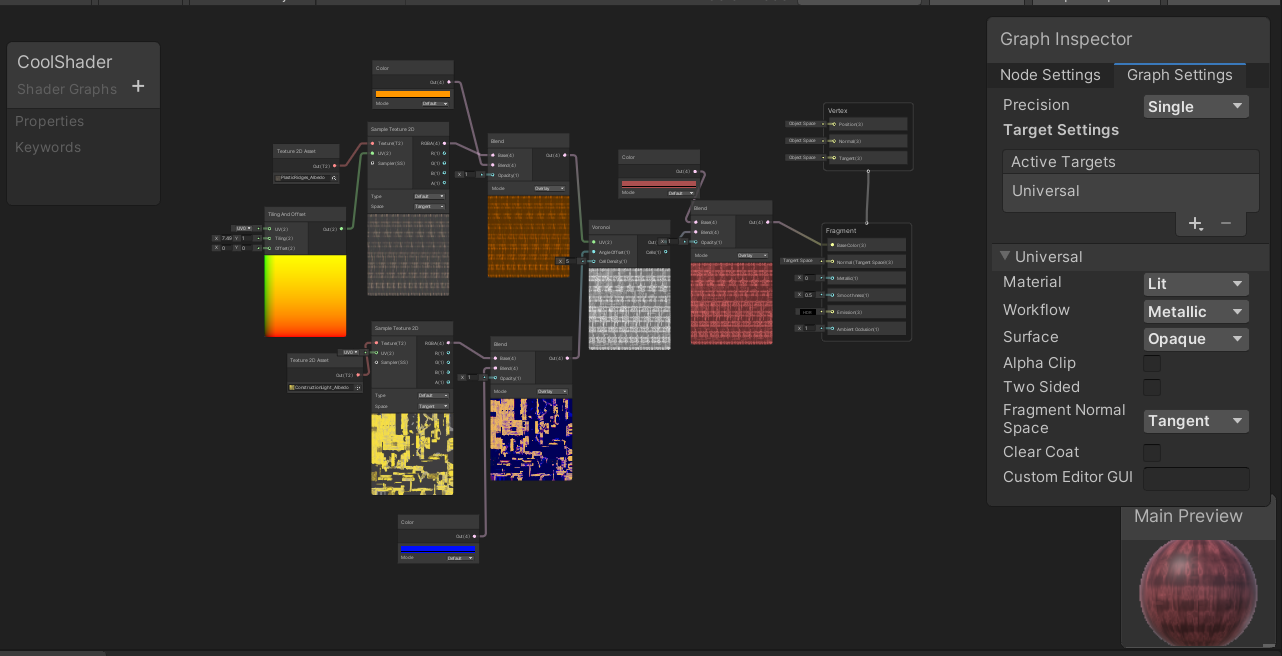 CoolShader
Shader Graphs
+
Properties
Keywords
Color
Out(4)
Mode
Default
Sample Texture 2D
Texture(T2)
UV(2)
Sampler(SS)
RGBA(4)
R(1)
G(1)
B(1)
A(1)
Type
Default
Space
Tangent
Texture 2D Asset
Out(T2)
Tiling And Offset
UV0
UV(2)
Tiling(2)
Offset(2)
Out(2)
X 7.49 Y 1
X 0 Y 0
Blend
Base(4)
Blend(4)
Opacity(1)
Out(4)
X 1
Mode
Overlay
Color
Out(4)
Mode
Default
Voronoi
UV(2)
AngleOffset(1)
CellDensity(1)
Out(
Cells(1)
X 5
Blend
Base(4)
Blend(4)
Opacity(1)
Out(4)
X 1
Mode
Overlay
Sample Texture 2D
Texture(T2)
UV(2)
Sampler(SS)
RGBA(4)
R(1)
G(1)
B(1)
A(1)
UV0
Type
Default
Space
Tangent
Texture 2D Asset
Out(T2)
ConstructionLight_Albedo
Blend
Base(4)
Blend(4)
Opacity(1)
Out(4)
X 1
Mode
Overlay
Color
Out(4)
Mode
Default
Vertex
Object Space
Position(3)
Object Space
Normal(3)
Object Space
Tangent(3)
Fragment
BaseColor(3)
Tangent Space
Normal (Tangent Space)(3)
X 0
Metallic(1)
X 0.5
Smoothness(1)
HDR
Emission(3)
X 1
Ambient Occlusion(1)
Graph Inspector
Node Settings
Graph Settings
Precision
Single
Target Settings
Active Targets
Universal
Universal
Material
Lit
Workflow
Metallic
Surface
Opaque
Alpha Clip
Two Sided
Fragment Normal
Space
Tangent
Clear Coat
Custom Editor GUI
Main Preview